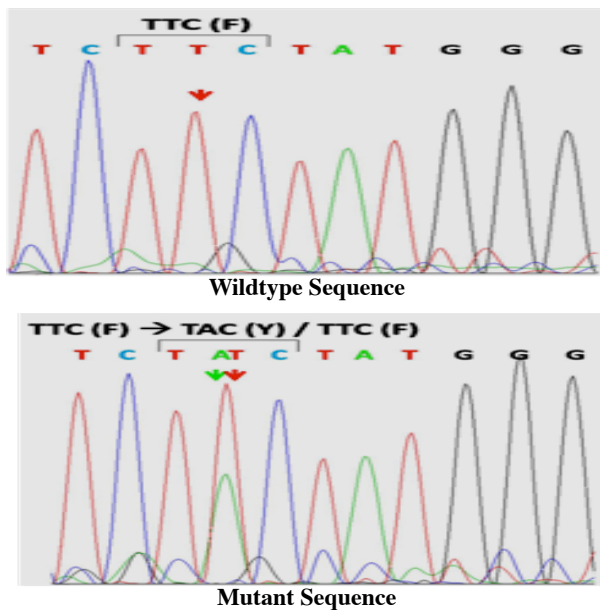 TTC (F)
T C T T C T A T G G G
Wildtype Sequence
TTC (F) → TAC (Y) / TTC (F)
T C T AT C T A T G G G
Mutant Sequence